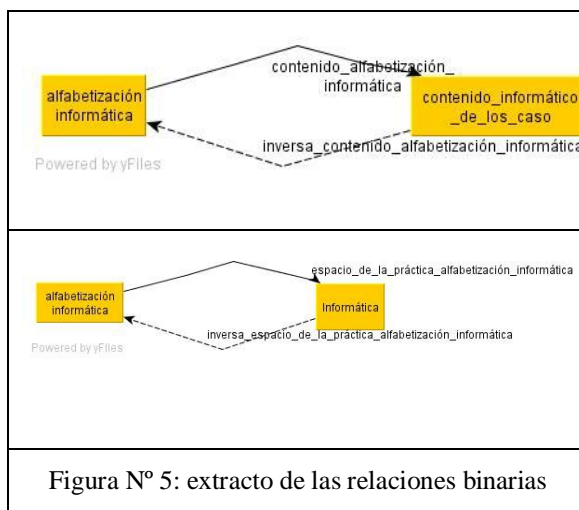 contenido_alfabetización_
informática
alfabetización
informática
contenido_informático
_de_los_caso
inversa_contenido_alfabetización_informática
Powered by yFiles
espacio_de_la_práctica_alfabetización_informática
alfabetización
informática
Informática
inversa_espacio_de_la_práctica_alfabetización_informática
Powered by yFiles
Figura Nº 5: extracto de las relaciones binarias